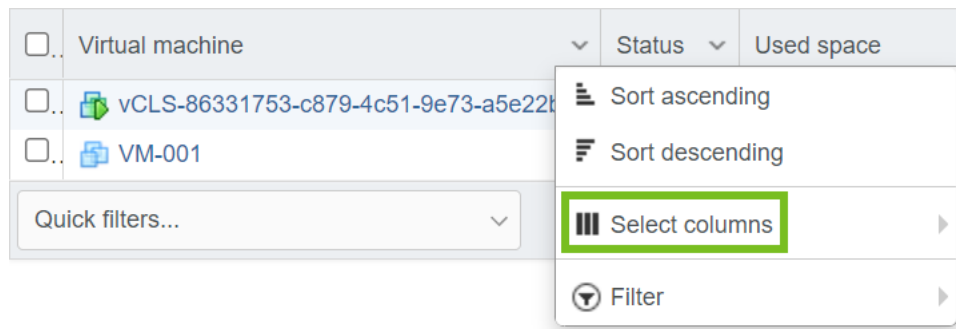 Virtual machine Status Used space
vCLS-86331753-c879-4c51-9e73-a5e22
Sort ascending
VM-001
Sort descending
Quick filters...
Select columns
Filter